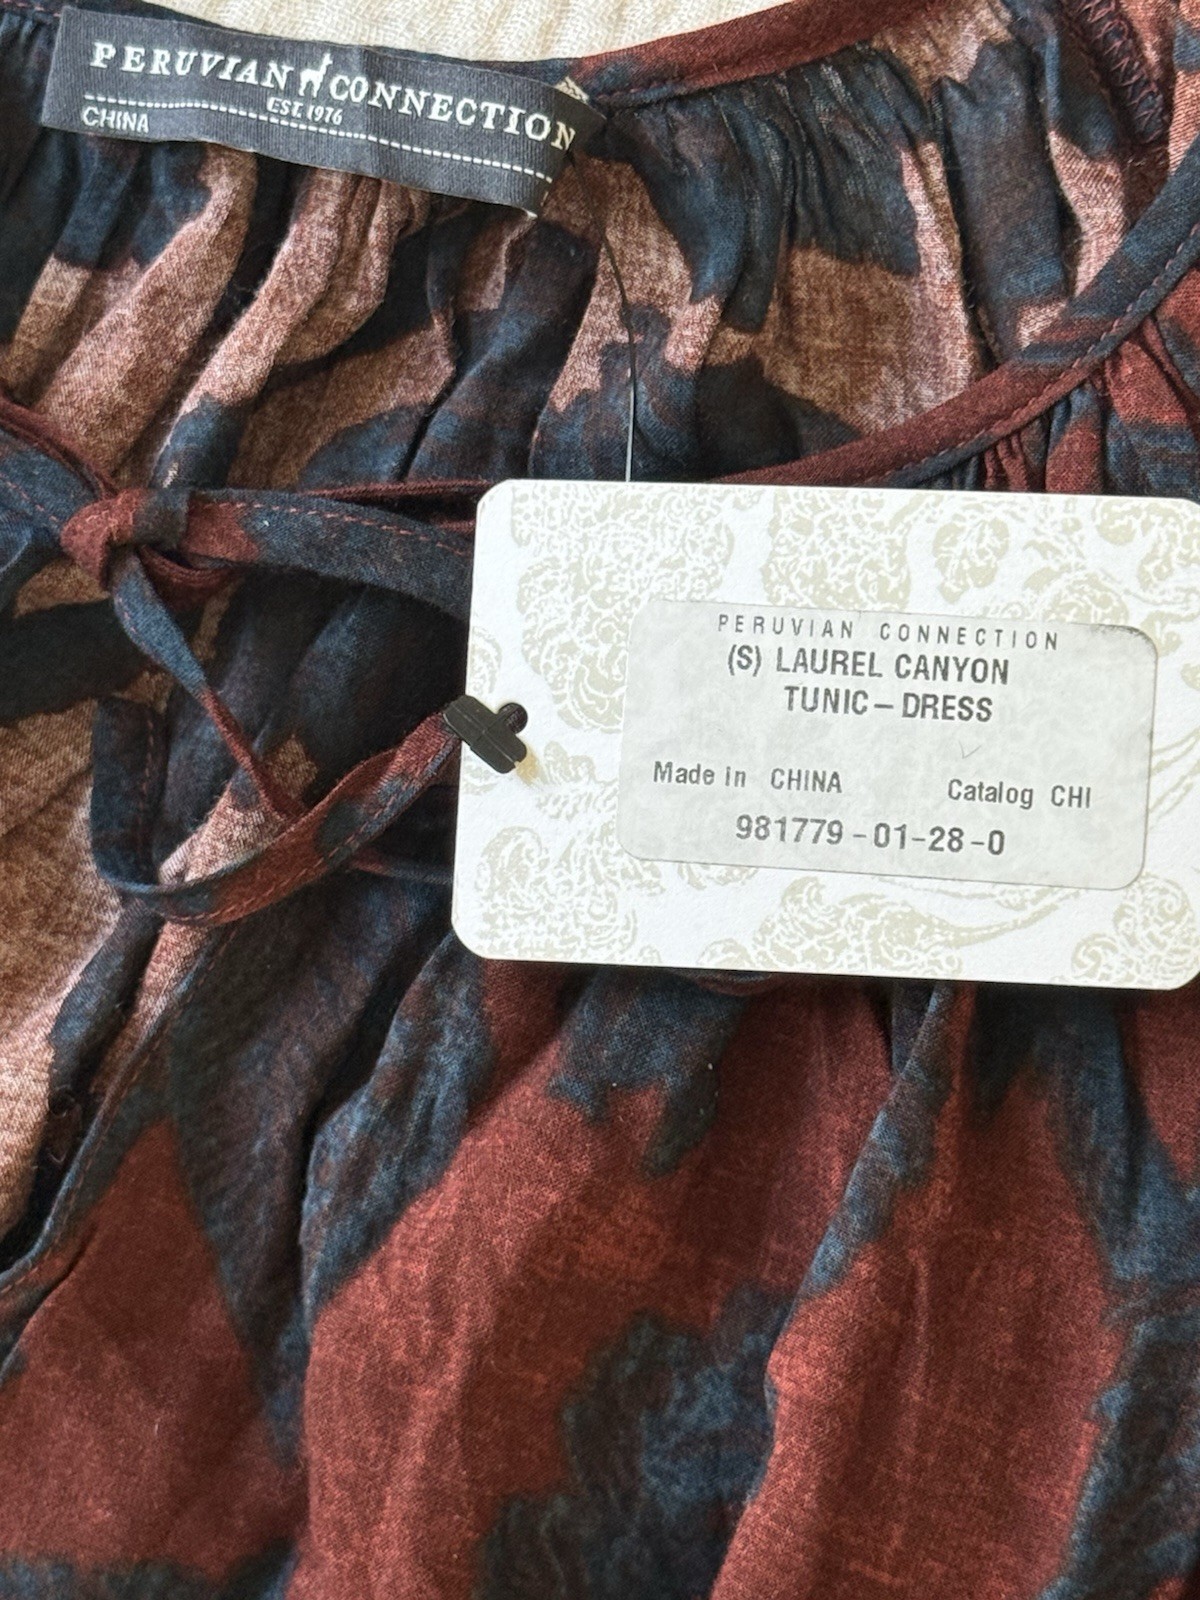 PERUVIAN CONNECTION
EST. 1976
CHINA
PERUVIAN CONNECTION
(S) LAUREL CANYON
TUNIC-DRESS
Made in CHINA Catalog CHI
981779-01-28-0